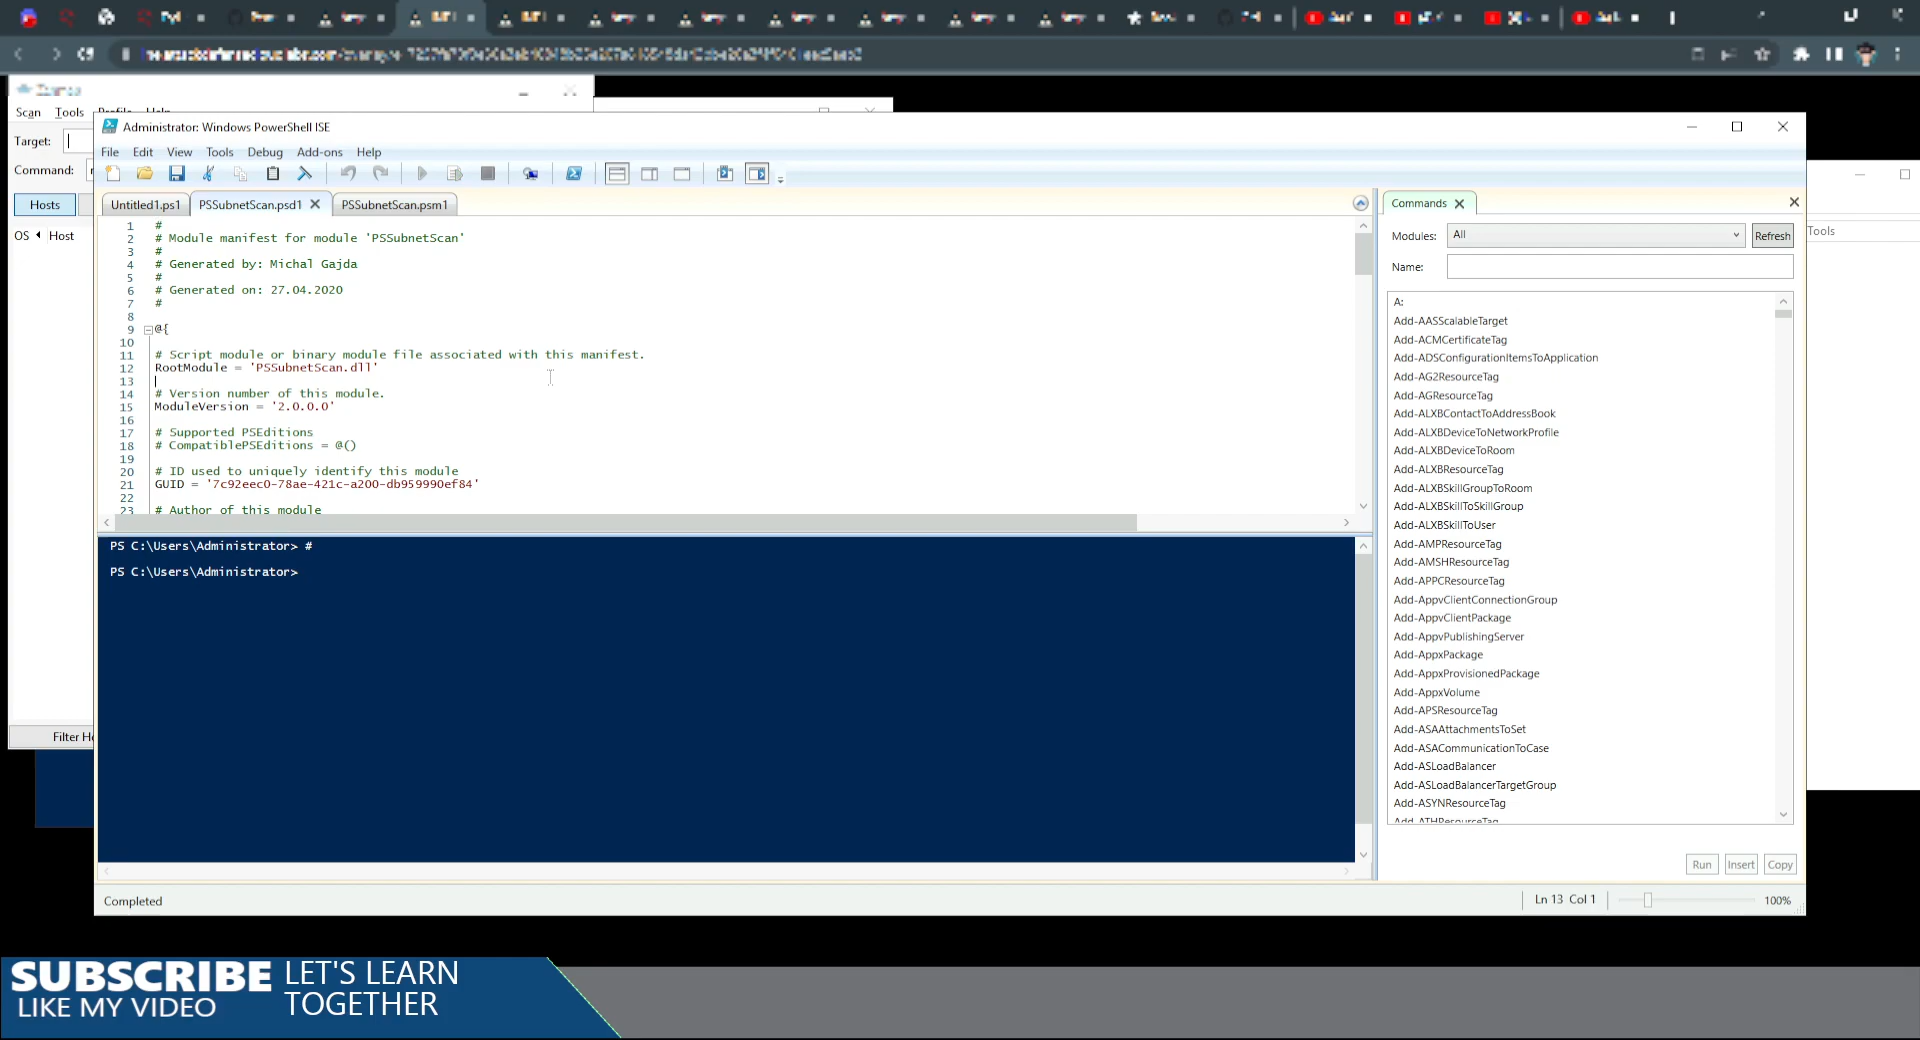 Scan Tools Profile Help
Target:
Command:
Hosts
OS Host
Filter Ho
Administrator: Windows PowerShell ISE
File Edit View Tools Debug Add-ons Help
Untitled1.ps1 PSSubnetScan.psd1 PSSubnetScan.psm1
1 #
2 # Module manifest for module 'PSSubnetScan'
3 #
4 # Generated by: Michal Gajda
5 #
6 # Generated on: 27.04.2020
7 #
8
9 @{
10
11 # Script module or binary module file associated with this manifest.
12 RootModule = 'PSSubnetScan.dll'
13
14 # Version number of this module.
15 ModuleVersion = '2.0.0.0'
16
17 # Supported PSEditions
18 # CompatiblePSEditions = @()
19
20 # ID used to uniquely identify this module
21 GUID = '7c92eec0-78ae-421c-a200-db959990ef84'
22
23 # Author of this module
PS C:\Users\Administrator> #
PS C:\Users\Administrator>
Completed
Ln 13 Col 1
100%
Commands
Modules: All Refresh
Name:
A:
Add-AASScalableTarget
Add-ACMCertificateTag
Add-ADSConfigurationItemsToApplication
Add-AG2ResourceTag
Add-AGResourceTag
Add-ALXBContactToAddressBook
Add-ALXBDeviceToNetworkProfile
Add-ALXBDeviceToRoom
Add-ALXBResourceTag
Add-ALXBSkillGroupToRoom
Add-ALXBSkillToSkillGroup
Add-ALXBSkillToUser
Add-AMPResourceTag
Add-AMSHResourceTag
Add-APPCResourceTag
Add-AppvClientConnectionGroup
Add-AppvClientPackage
Add-AppvPublishingServer
Add-AppxPackage
Add-AppxProvisionedPackage
Add-AppxVolume
Add-APSResourceTag
Add-ASAAttachmentsToSet
Add-ASACommunicationToCase
Add-ASLoadBalancer
Add-ASLoadBalancerTargetGroup
Add-ASYNResourceTag
Add-ATHResourceTag
Run Insert Copy
Tools
SUBSCRIBE
LIKE MY VIDEO
LET'S LEARN
TOGETHER